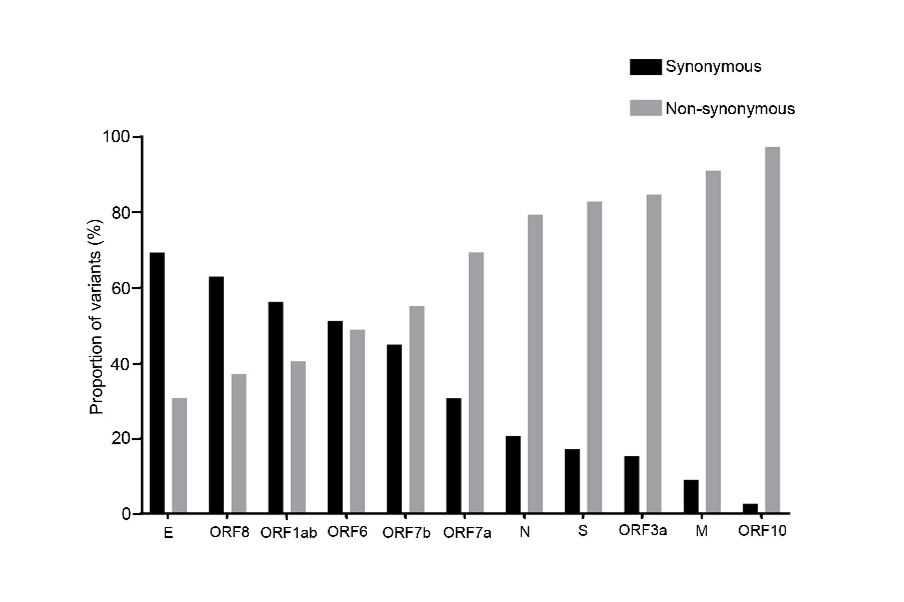 Synonymous
Non-synonymous
Proportion of variants (%)
100
80
60
40
20
0
E ORF8 ORF1ab ORF6 ORF7b ORF7a N S ORF3a M ORF10